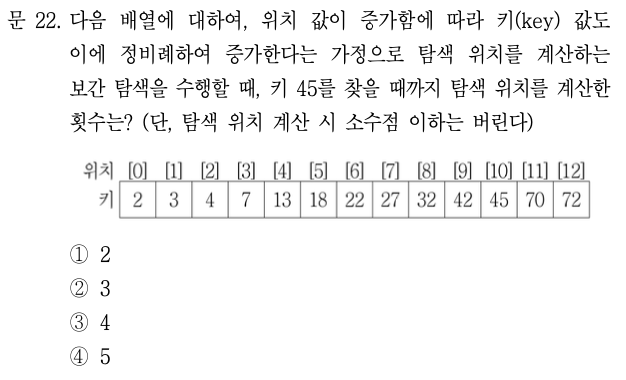 문 22. 다음 배열에 대하여, 위치 값이 증가함에 따라 키(key) 값도
이에 정비례하여 증가한다는 가정으로 탐색 위치를 계산하는
보간 탐색을 수행할 때, 키 45를 찾을 때까지 탐색 위치를 계산한
횟수는? (단, 탐색 위치 계산 시 소수점 이하는 버린다)
위치 [0] [1] [2] [3] [4] [5] [6] [7] [8] [9] [10] [11] [12]
키 2 3 4 7 13 18 22 27 32 42 45 70 72
① 2
② 3
③ 4
④ 5